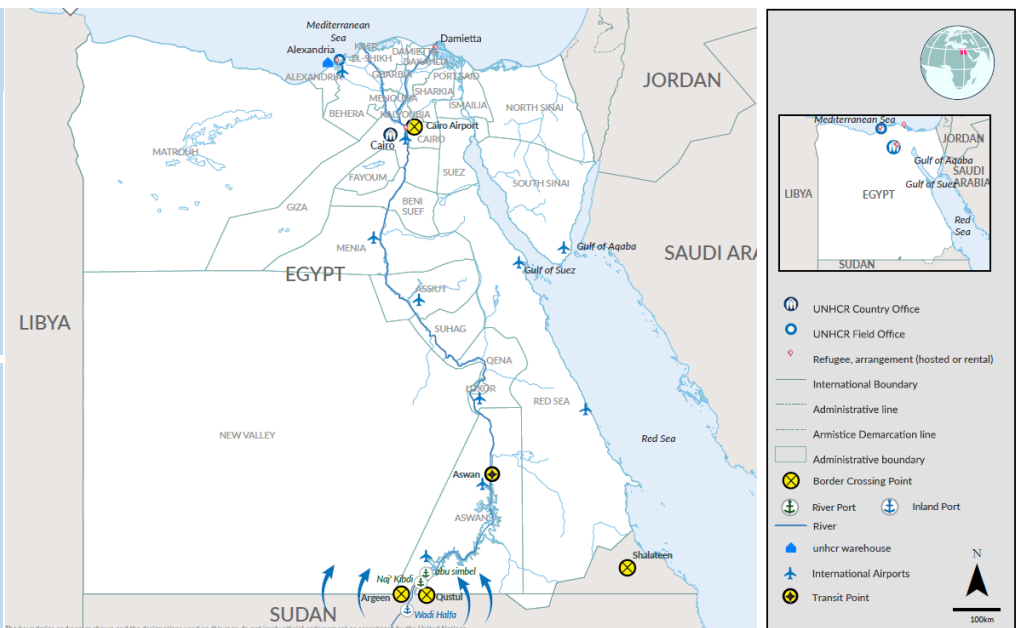 Mediterranean
Sea
Alexandria
Damietta
KAFR
EL-SHIKH
DAMIETTA
DAKAHLIA
ALEXANDRIA
GBARBIA
PORTSAID
SHARKIA
MENOUFIA
ISMAILIA
BEHERA
KALYOUBIA
NORTH SINAI
JORDAN
Cairo Airport
Cairo
CAIRO
MATROUH
SUEZ
FAYOUM
SOUTH SINAI
GIZA
BENI
SUEF
MENIA
Gulf of Aqaba
SAUDI ARA
EGYPT
Gulf of Suez
ASSIUT
LIBYA
SUHAG
QENA
LUXOR
RED SEA
NEW VALLEY
Red Sea
Aswan
ASWAN
Shalateen
abu simbel
Naj' Kibdi
Argeen
Qustul
SUDAN
Wadi Halfa
Mediterranean Sea
JORDAN
Gulf of Aqaba
SAUDI
ARABIA
Gulf of Suez
LIBYA
EGYPT
Red
Sea
SUDAN
UNHCR Country Office
UNHCR Field Office
Refugee, arrangement (hosted or rental)
International Boundary
Administrative line
Armistice Demarcation line
Administrative boundary
Border Crossing Point
River Port
Inland Port
River
unhcr warehouse
International Airports
Transit Point
N
100km